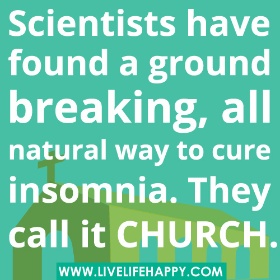 Scientists have
found a ground
breaking, all
natural way to cure
insomnia. They
call it CHURCH.
WWW.LIVELIFEHAPPY.COM